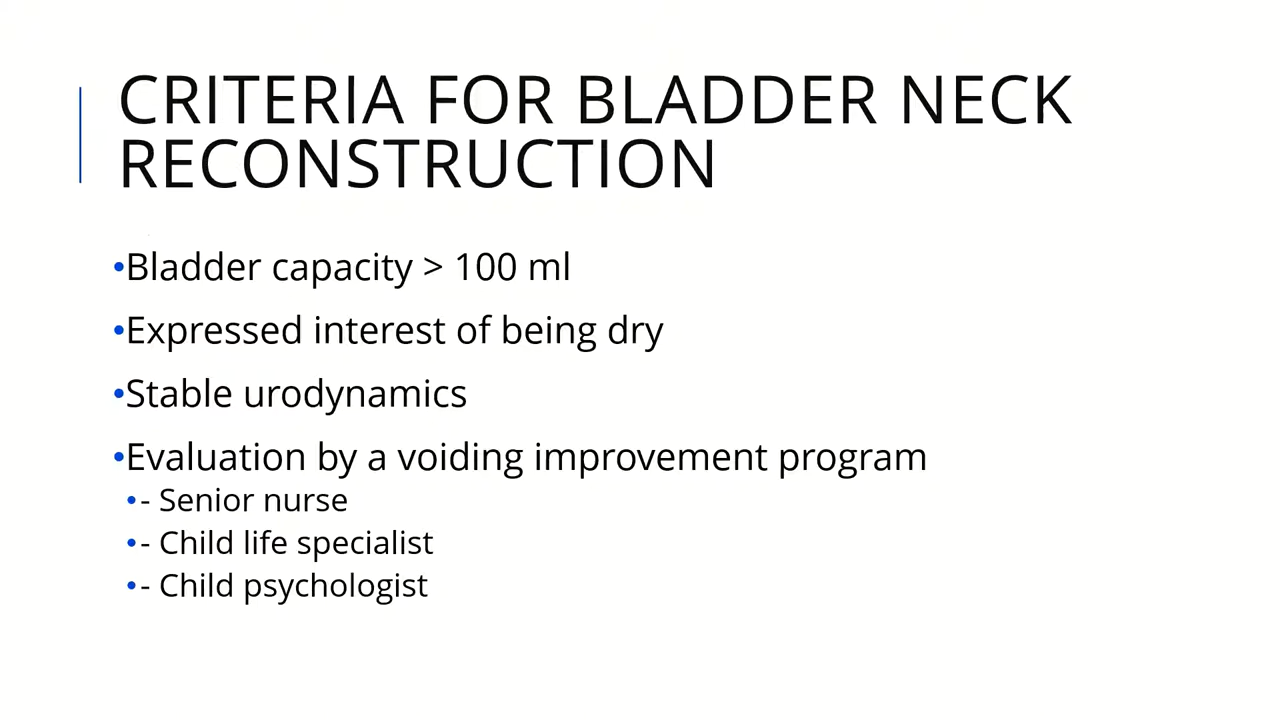 CRITERIA FOR BLADDER NECK
RECONSTRUCTION
•Bladder capacity > 100 ml
•Expressed interest of being dry
•Stable urodynamics
•Evaluation by a voiding improvement program
•- Senior nurse
•- Child life specialist
•- Child psychologist